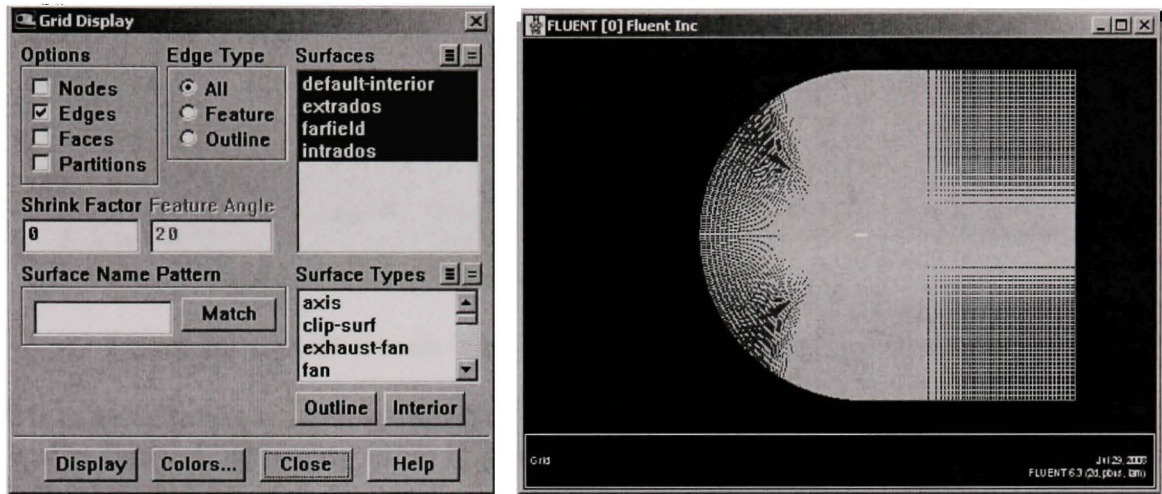 Grid Display
Options
Nodes
Edges
Faces
Partitions
Edge Type
All
Feature
Outline
Surfaces
default-interior
extrados
farfield
intrados
Shrink Factor
0
Feature Angle
20
Surface Name Pattern
Match
Surface Types
axis
clip-surf
exhaust-fan
fan
Outline
Interior
Display
Colors...
Close
Help
FLUENT [0] Fluent Inc
Grid
Jul 29,
FLUENT 6.3 (2d, pbns, lam)